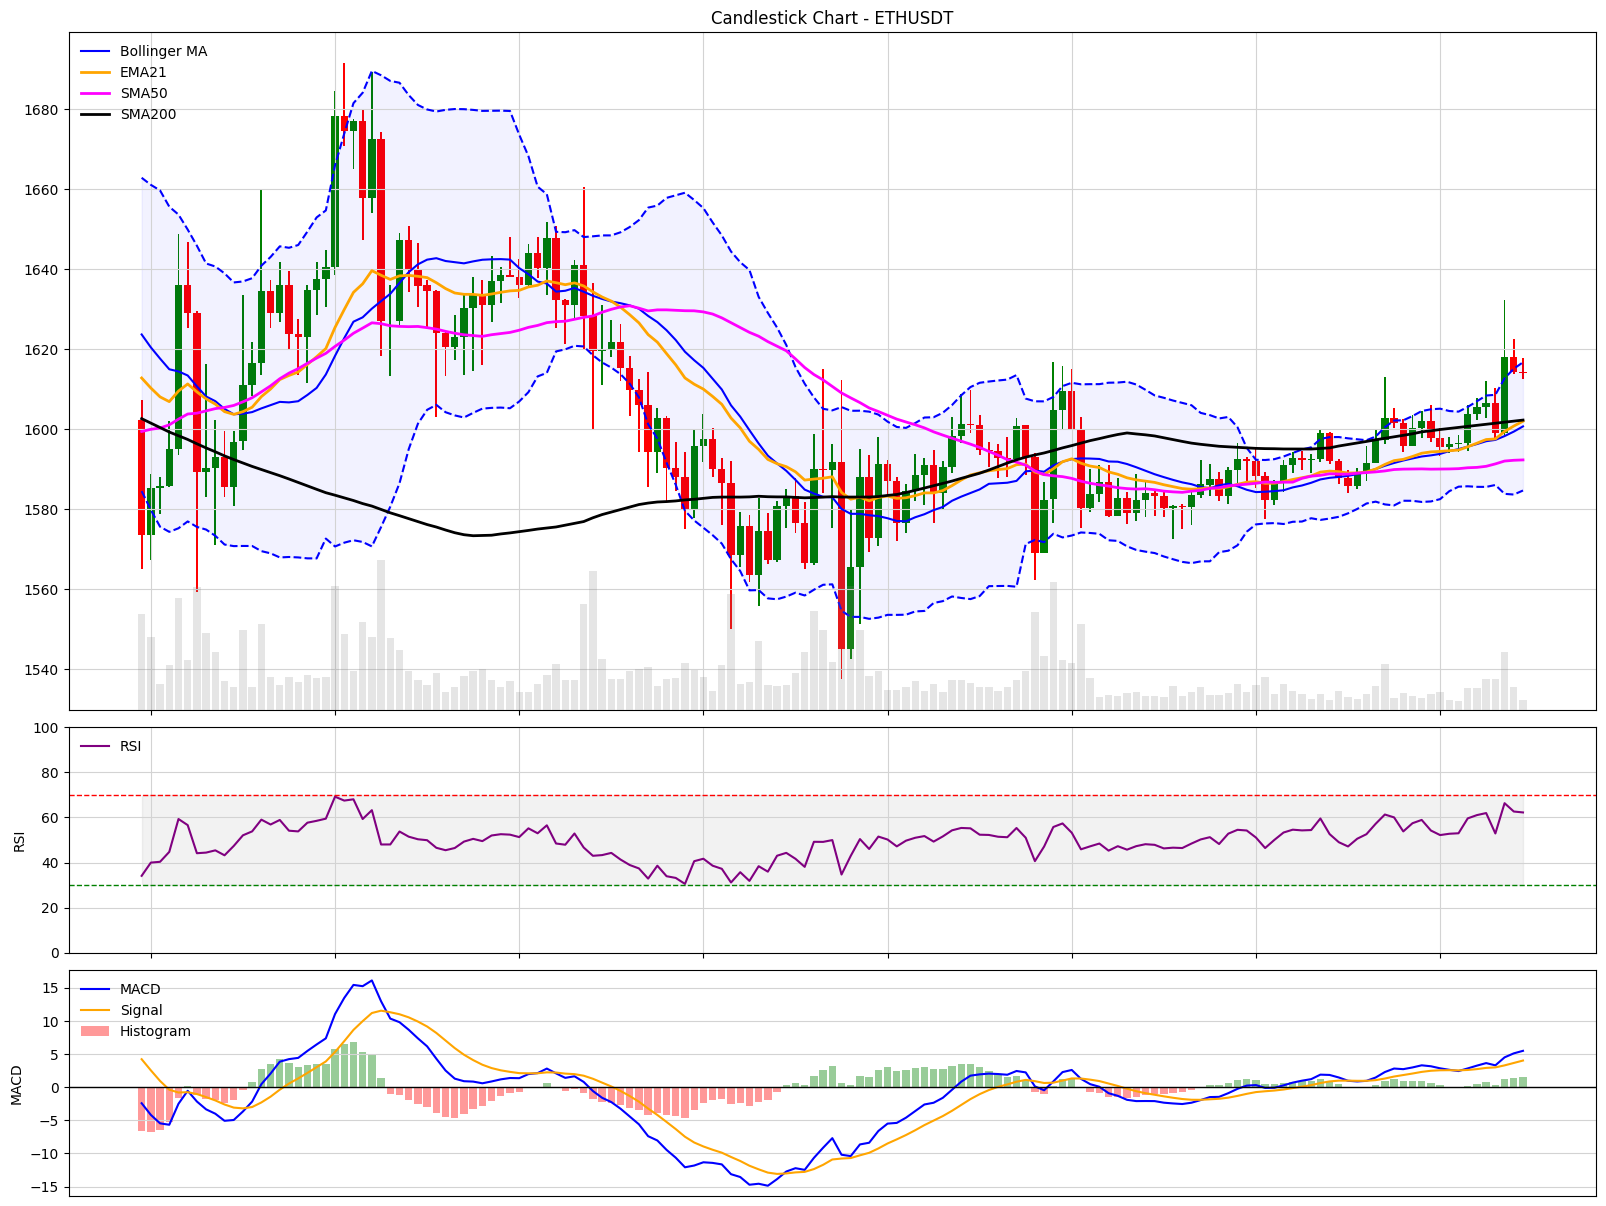 Candlestick Chart - ETHUSDT
Bollinger MA
EMA21
SMA50
SMA200
1680
1660
1640
1620
1600
1580
1560
1540
100
80
60
40
20
0
RSI
RSI
15
10
5
0
−5
−10
−15
MACD
MACD
Signal
Histogram